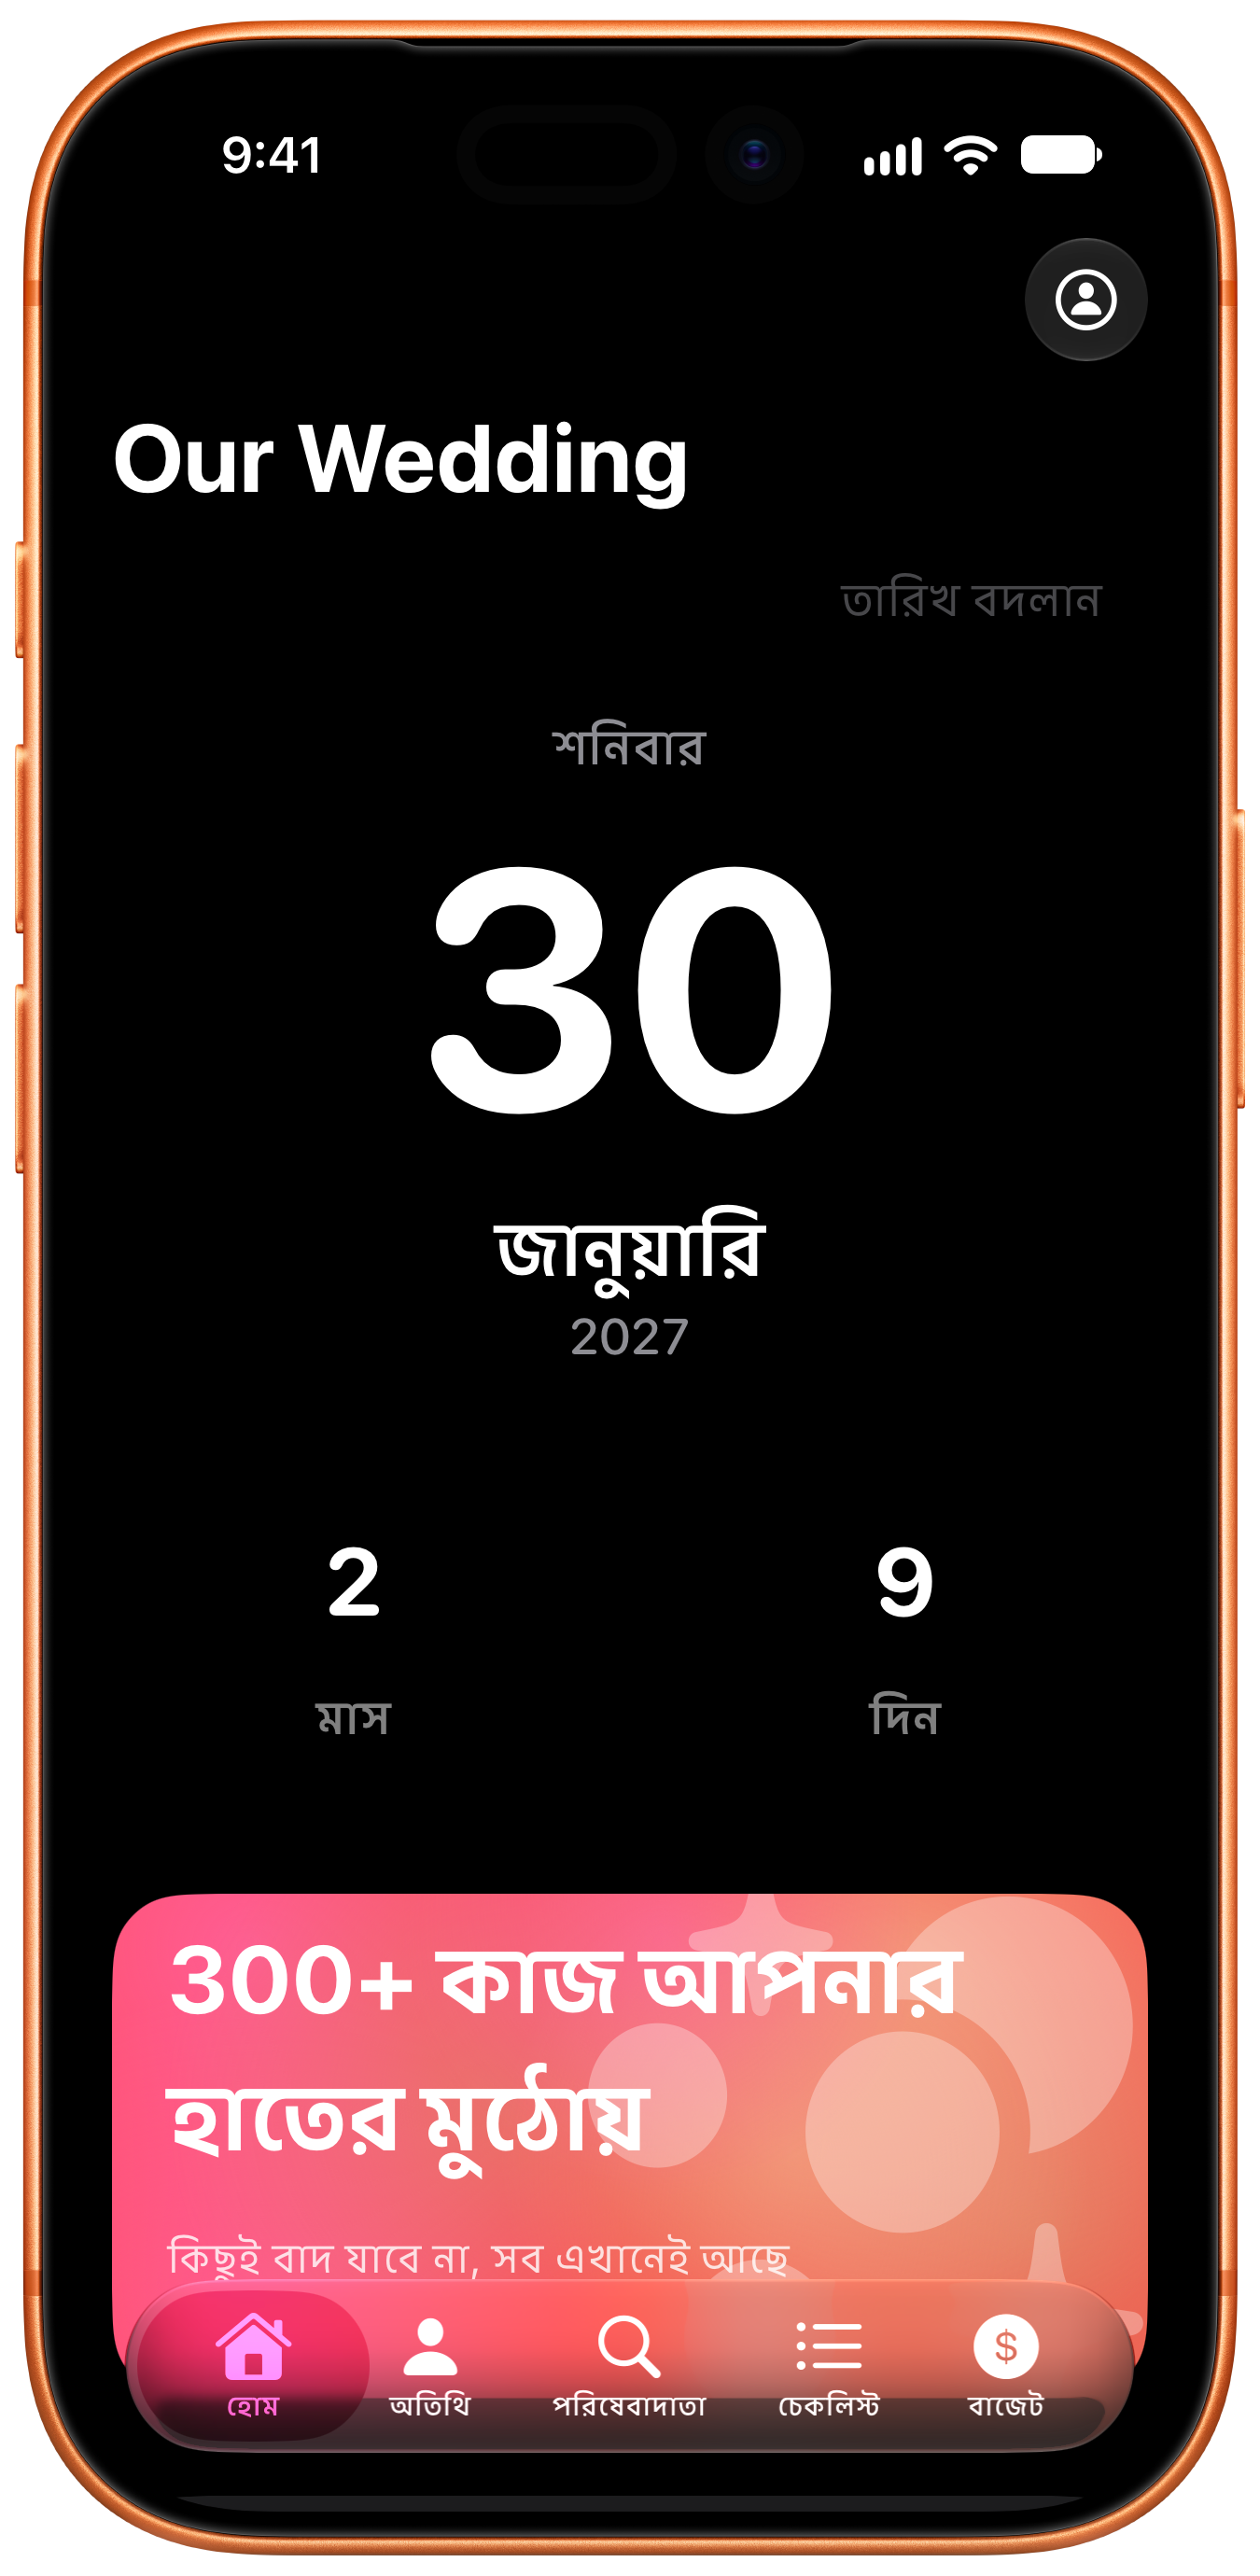 9:41
Our Wedding
তারিখ বদলান
শনিবার
30
জানুয়ারি
2027
2
9
মাস
দিন
300+ কাজ আপনার
হাতের মুঠোয়
কিছুই বাদ যাবে না, সব এখানেই আছে
হোম
অতিথি
পরিষেবাদাতা
চেকলিস্ট
বাজেট